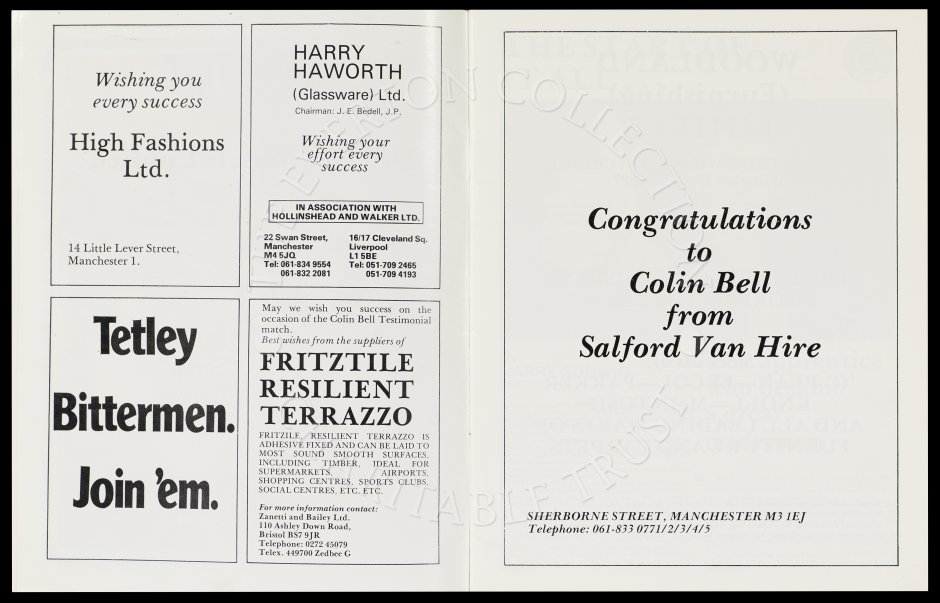 Wishing you
every success
High Fashions
Ltd.
14 Little Lever Street,
Manchester 1.
HARRY
HAWORTH
(Glassware) Ltd.
Chairman: J. E. Bedell, J.P.
Wishing your
effort every
success
IN ASSOCIATION WITH
HOLLINSHEAD AND WALKER LTD.
22 Swan Street,
Manchester
M4 5JQ
Tel: 061-834 9554
061-832 2081
16/17 Cleveland Sq.
Liverpool
L1 5BE
Tel: 051-709 2465
051-709 4193
Tetley
Bittermen.
Join 'em.
May we wish you success on the
occasion of the Colin Bell Testimonial
match.
Best wishes from the suppliers of
FRITZTILE
RESILIENT
TERRAZZO
FRITZILE, RESILIENT TERRAZZO IS
ADHESIVE FIXED AND CAN BE LAID TO
MOST SOUND SMOOTH SURFACES,
INCLUDING TIMBER, IDEAL FOR
SUPERMARKETS, AIRPORTS,
SHOPPING CENTRES, SPORTS CLUBS,
SOCIAL CENTRES, ETC. ETC.
For more information contact:
Zanetti and Bailey Ltd.
110 Ashley Down Road,
Bristol BS7 9JR
Telephone: 0272 45079
Telex. 449700 Zedbee G
Congratulations
to
Colin Bell
from
Salford Van Hire
SHERBORNE STREET, MANCHESTER M3 1EJ
Telephone: 061-833 0771/2/3/4/5
THE EVERSON COLLECTION
CHARITABLE TRUST